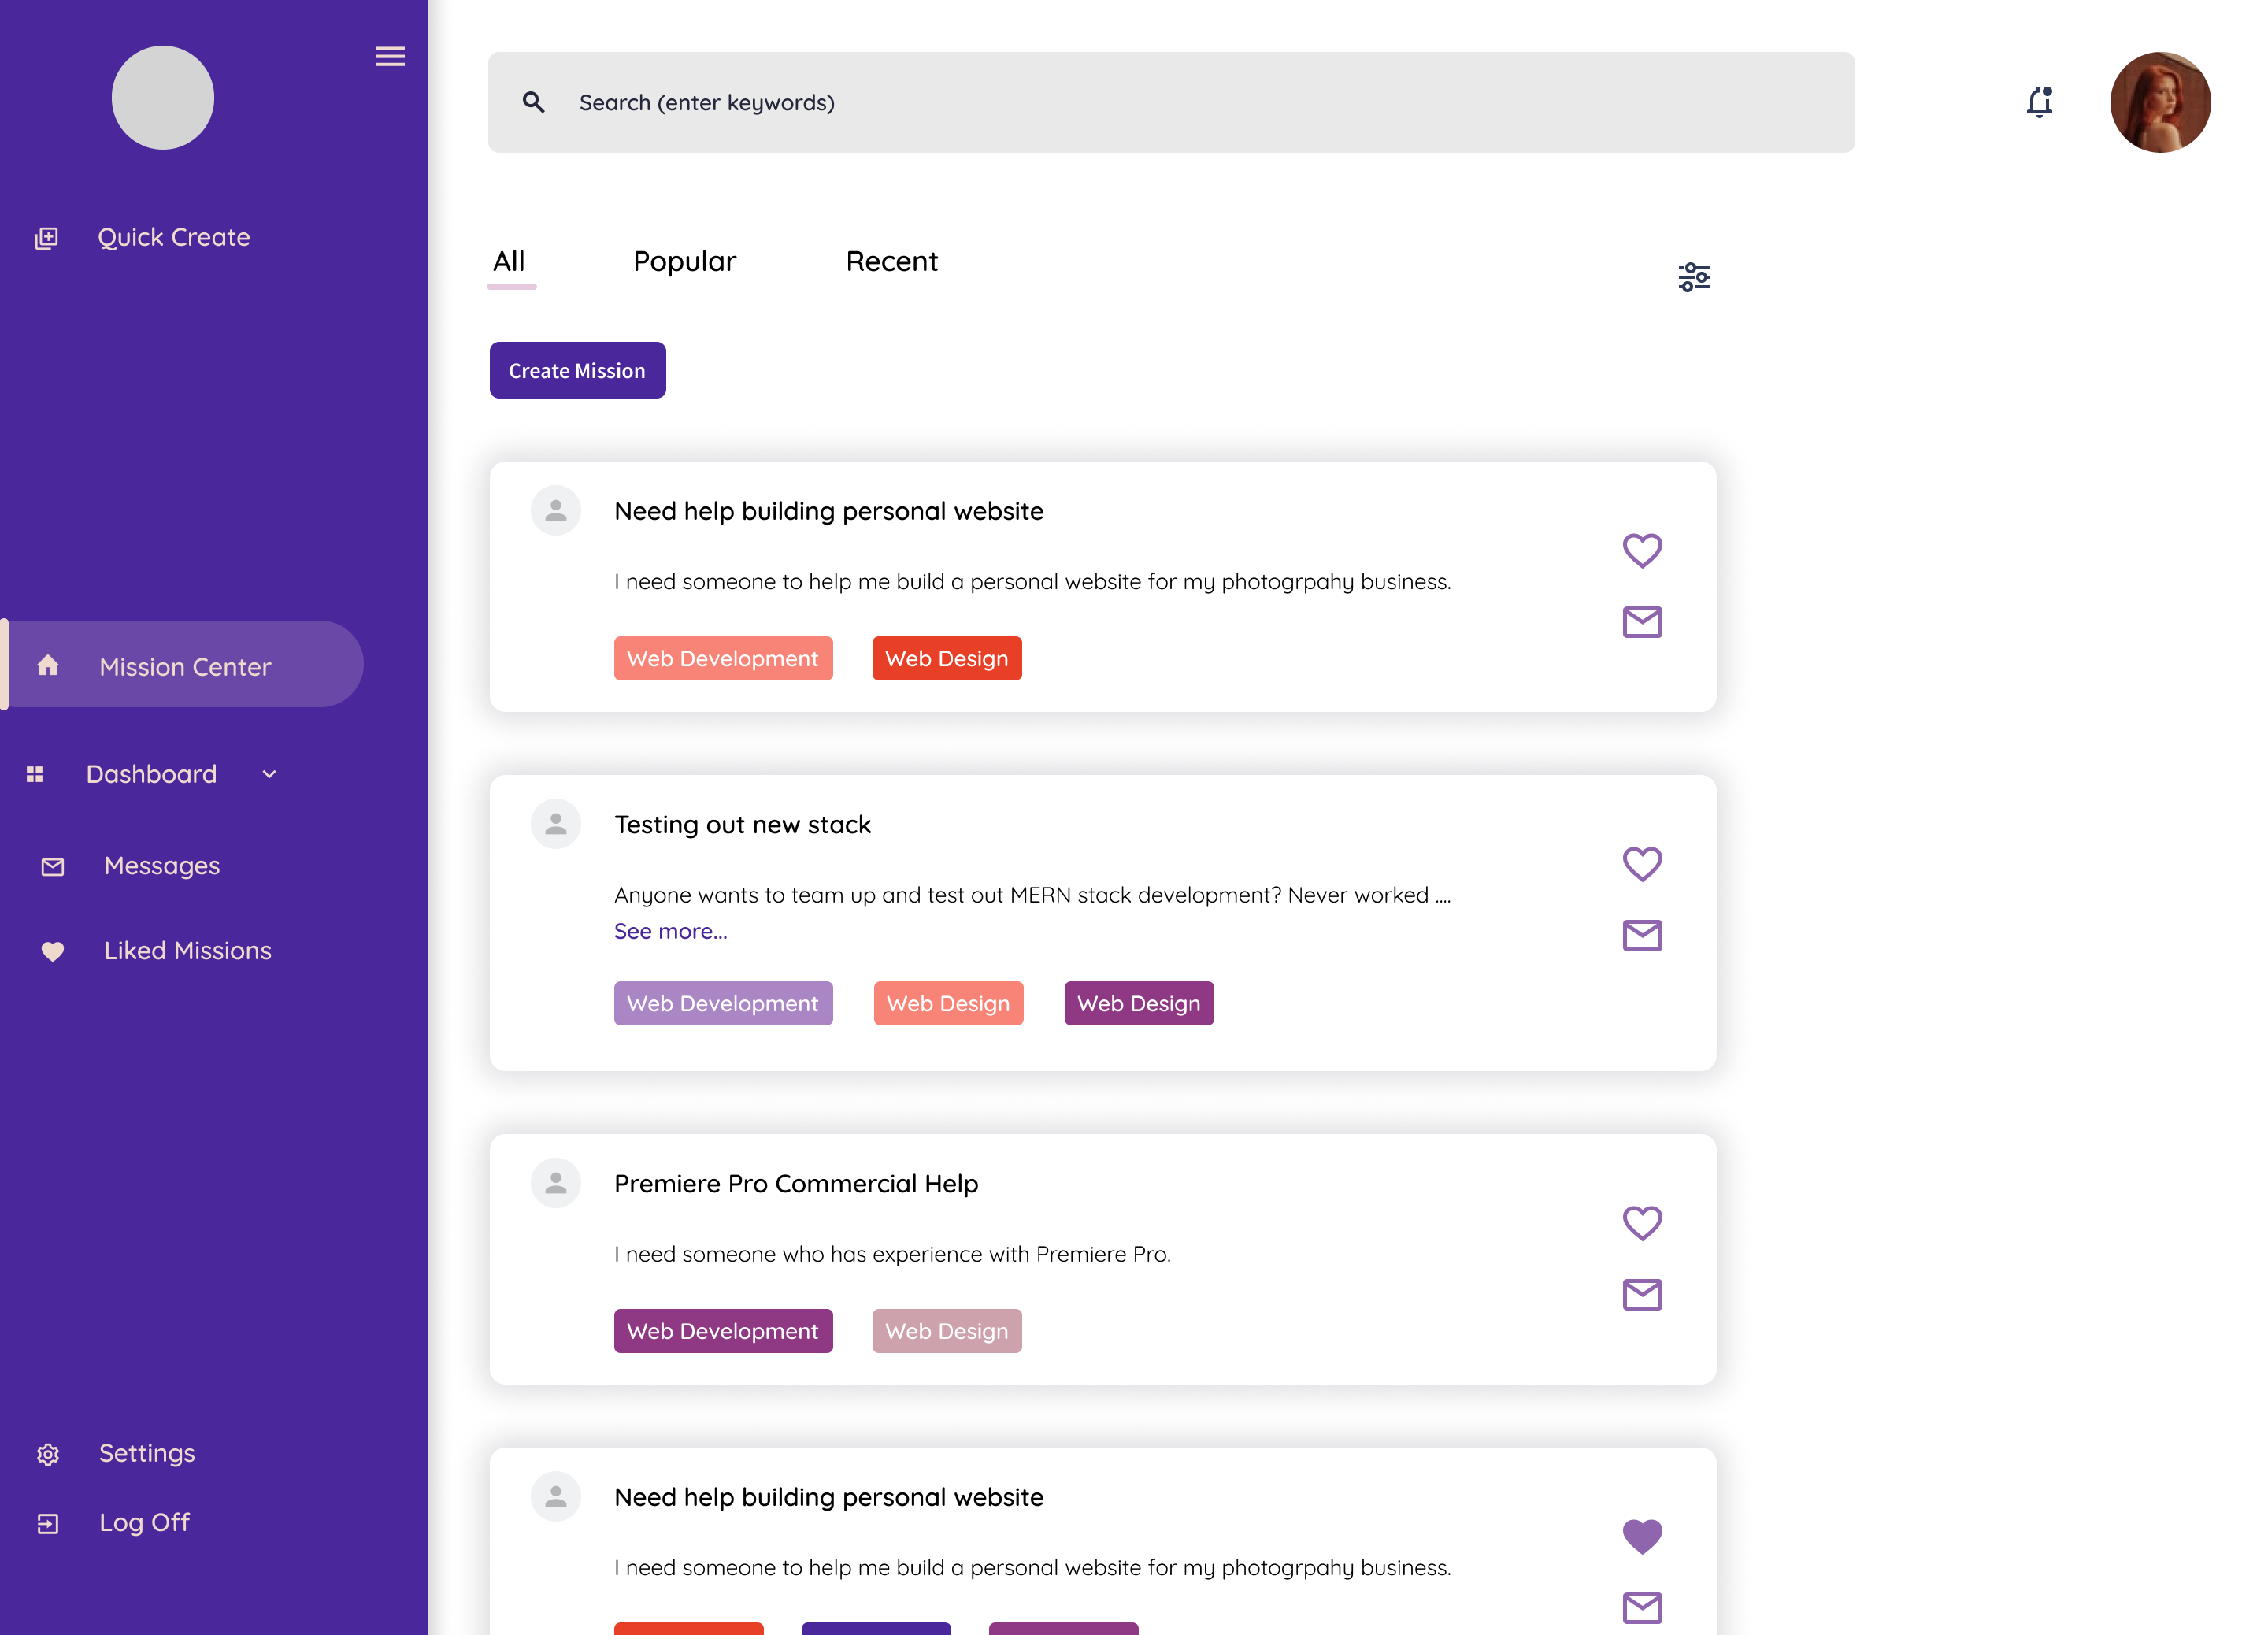 Quick Create
Mission Center
Dashboard
Messages
Liked Missions
Settings
Log Off
Search (enter keywords)
All
Popular
Recent
Create Mission
Need help building personal website
I need someone to help me build a personal website for my photogrpahy business.
Web Development
Web Design
Testing out new stack
Anyone wants to team up and test out MERN stack development? Never worked ....
See more...
Web Development
Web Design
Web Design
Premiere Pro Commercial Help
I need someone who has experience with Premiere Pro.
Web Development
Web Design
Need help building personal website
I need someone to help me build a personal website for my photogrpahy business.